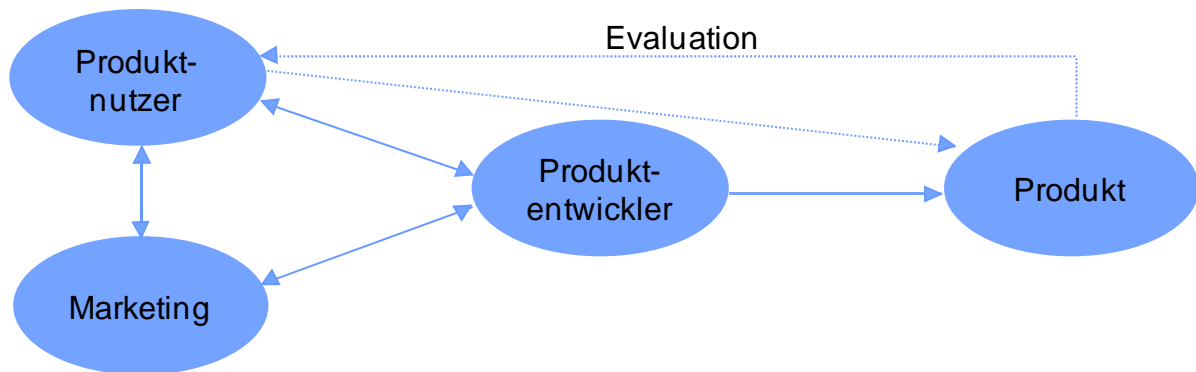 Evaluation
Produkt-
nutzer
Produkt-
entwickler
Produkt
Marketing